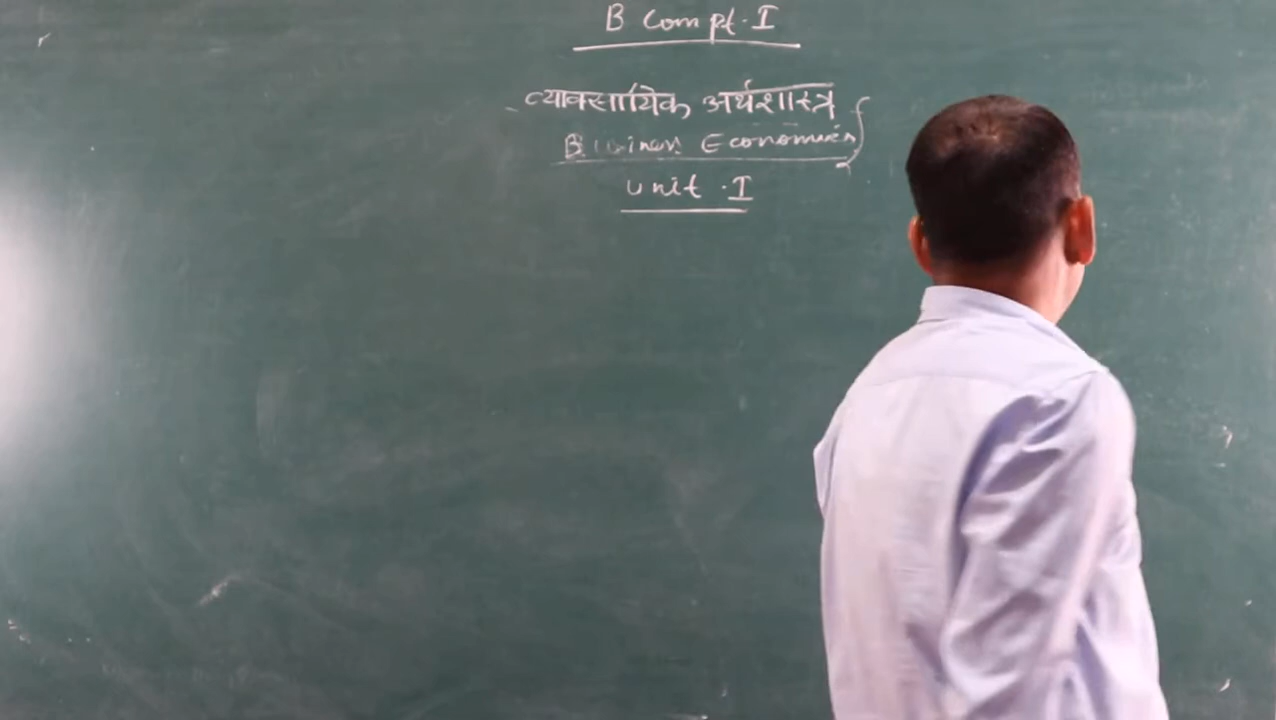 B Com pt. I
व्यावसायिक अर्थशास्त्र
Business Economics
Unit . I